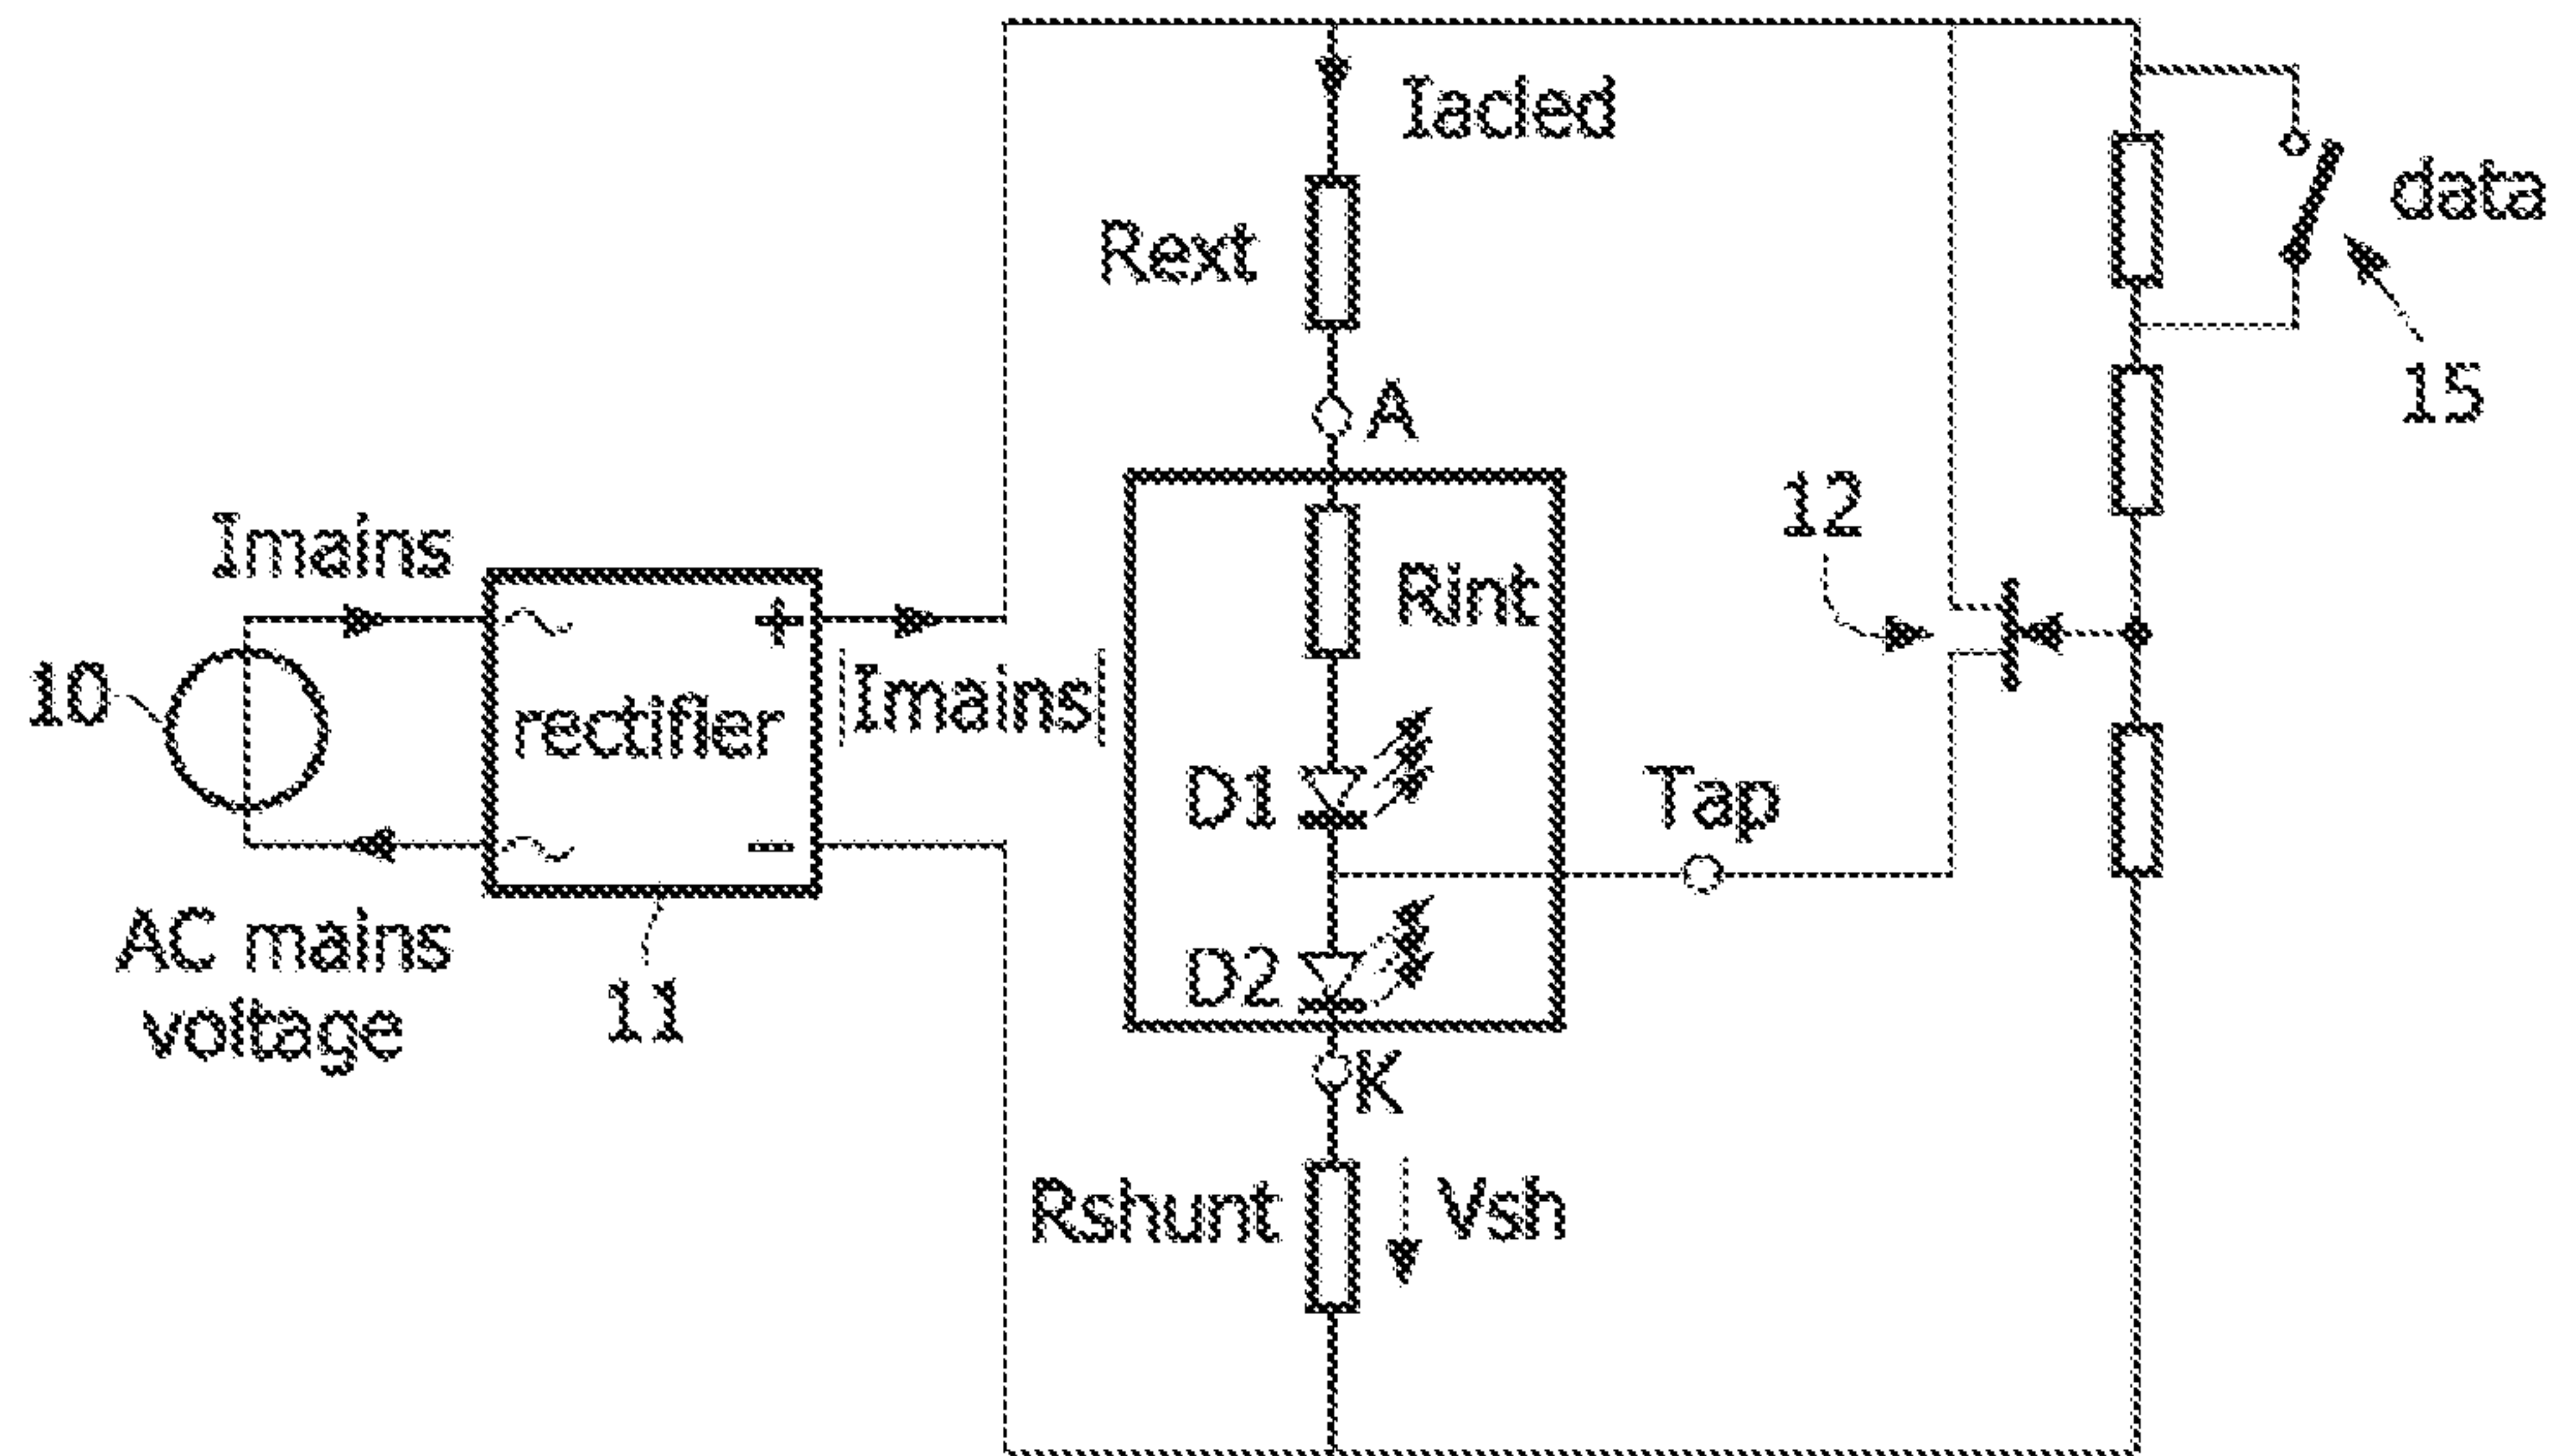 Iacled
data
Rext
15
A
12
Imains
Rint
+
10
rectifier
|Imains|
D1
Tap
-
AC mains
voltage
D2
11
K
Rshunt
Vsh